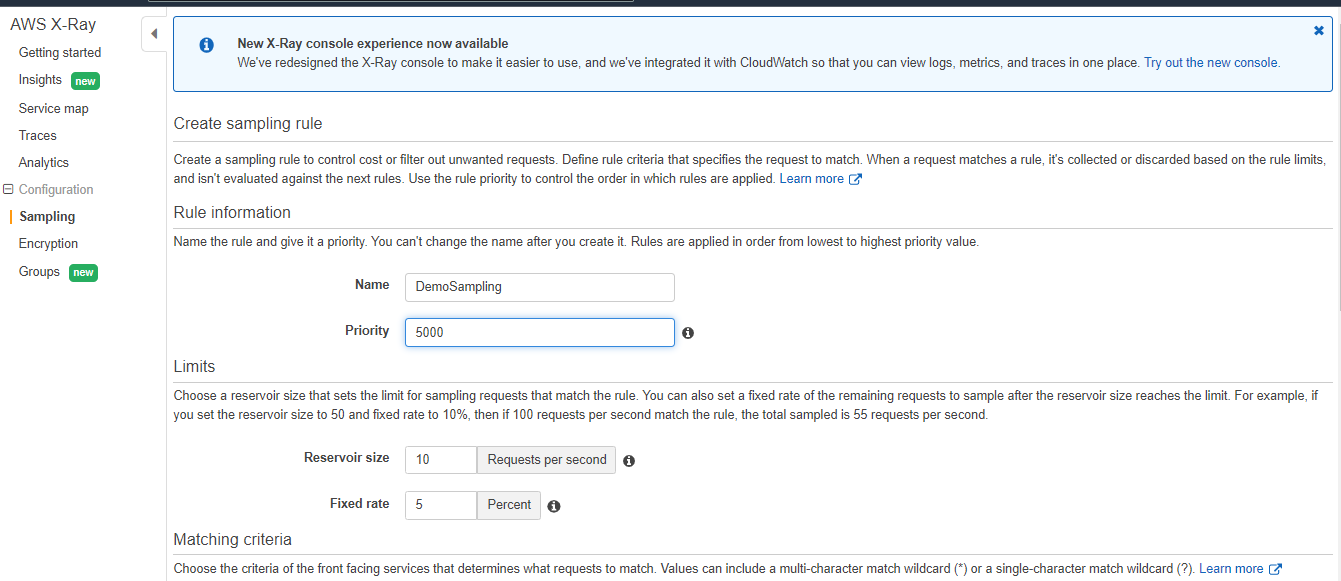 AWS X-Ray
Getting started
Insights new
Service map
Traces
Analytics
Configuration
Sampling
Encryption
Groups new
New X-Ray console experience now available
We've redesigned the X-Ray console to make it easier to use, and we've integrated it with CloudWatch so that you can view logs, metrics, and traces in one place. Try out the new console.
Create sampling rule
Create a sampling rule to control cost or filter out unwanted requests. Define rule criteria that specifies the request to match. When a request matches a rule, it's collected or discarded based on the rule limits,
and isn't evaluated against the next rules. Use the rule priority to control the order in which rules are applied. Learn more
Rule information
Name the rule and give it a priority. You can't change the name after you create it. Rules are applied in order from lowest to highest priority value.
Name DemoSampling
Priority 5000
Limits
Choose a reservoir size that sets the limit for sampling requests that match the rule. You can also set a fixed rate of the remaining requests to sample after the reservoir size reaches the limit. For example, if
you set the reservoir size to 50 and fixed rate to 10%, then if 100 requests per second match the rule, the total sampled is 55 requests per second.
Reservoir size 10 Requests per second
Fixed rate 5 Percent
Matching criteria
Choose the criteria of the front facing services that determines what requests to match. Values can include a multi-character match wildcard (*) or a single-character match wildcard (?). Learn more